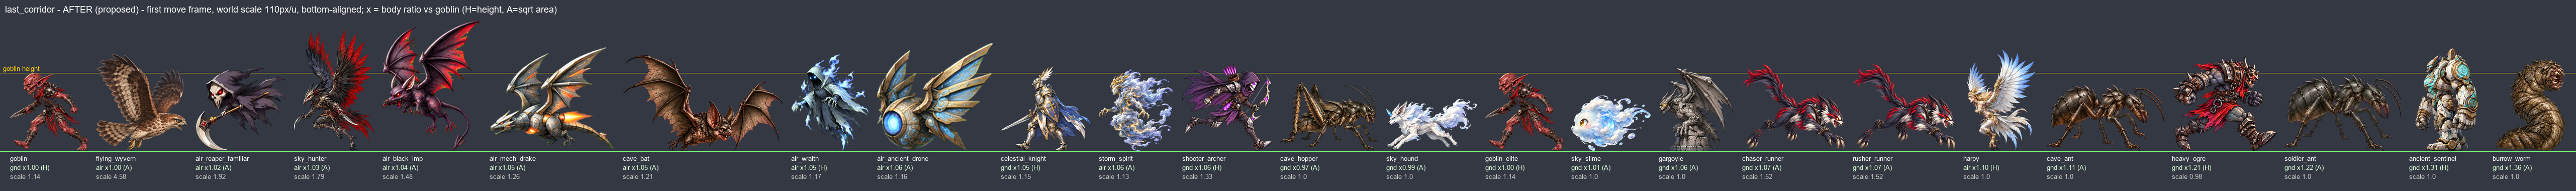 last_corridor - AFTER (proposed) - first move frame, world scale 110px/u, bottom-aligned; x = body ratio vs goblin (H=height, A=sqrt area)
goblin height
goblin
gnd x1.00 (H)
scale 1.14
flying_wyvern
air x1.00 (A)
scale 4.58
air_reaper_familiar
air x1.02 (A)
scale 1.92
sky_hunter
air x1.03 (A)
scale 1.79
air_black_imp
air x1.04 (A)
scale 1.48
air_mech_drake
air x1.05 (A)
scale 1.26
cave_bat
air x1.05 (A)
scale 1.21
air_wraith
air x1.05 (H)
scale 1.17
air_ancient_drone
air x1.06 (A)
scale 1.16
celestial_knight
gnd x1.05 (H)
scale 1.15
storm_spirit
air x1.06 (A)
scale 1.13
shooter_archer
gnd x1.06 (H)
scale 1.33
cave_hopper
gnd x0.97 (A)
scale 1.0
sky_hound
gnd x0.99 (A)
scale 1.0
goblin_elite
gnd x1.00 (H)
scale 1.14
sky_slime
gnd x1.01 (A)
scale 1.0
gargoyle
gnd x1.06 (A)
scale 1.0
chaser_runner
gnd x1.07 (A)
scale 1.52
rusher_runner
gnd x1.07 (A)
scale 1.52
harpy
air x1.10 (H)
scale 1.0
cave_ant
gnd x1.11 (A)
scale 1.0
heavy_ogre
gnd x1.21 (H)
scale 0.98
soldier_ant
gnd x1.22 (A)
scale 1.0
ancient_sentinel
gnd x1.31 (H)
scale 1.0
burrow_worm
gnd x1.36 (A)
scale 1.0